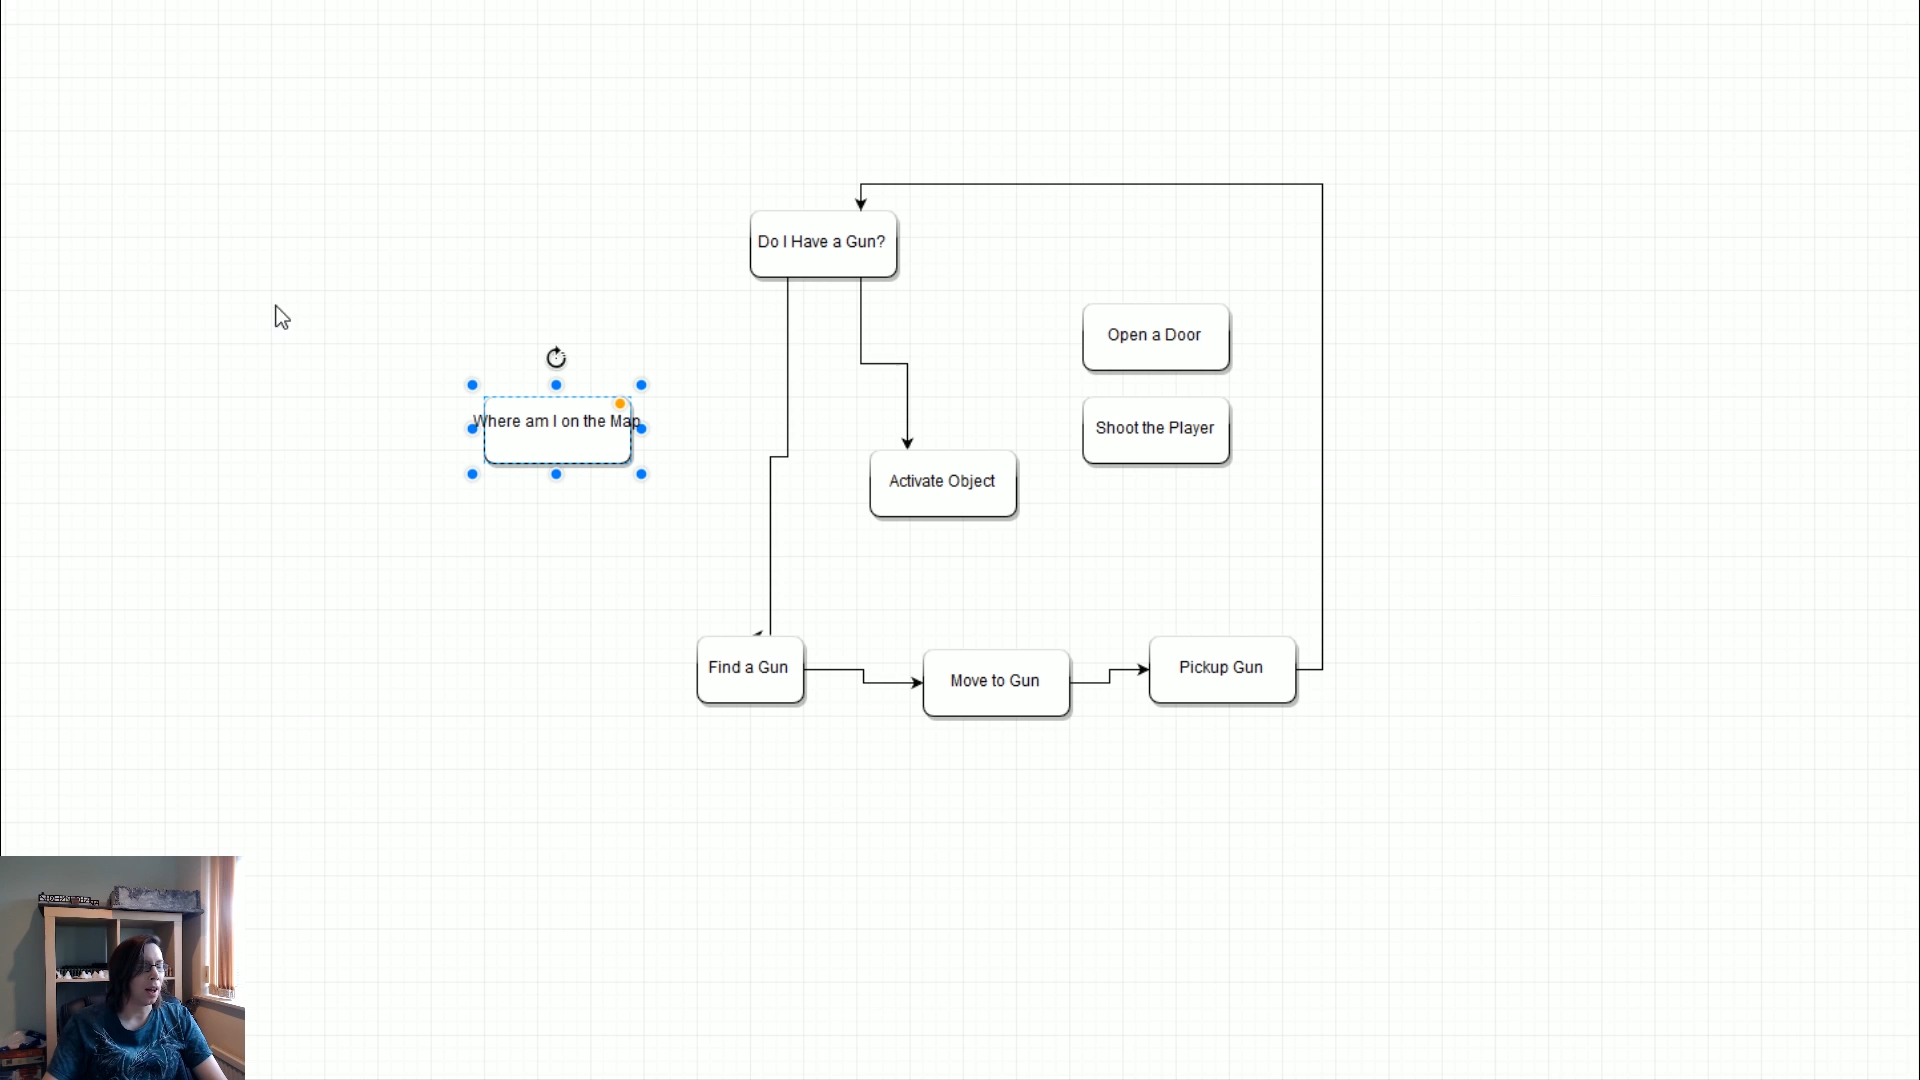 Do I Have a Gun?
Open a Door
Where am I on the Map
Shoot the Player
Activate Object
Find a Gun
Move to Gun
Pickup Gun